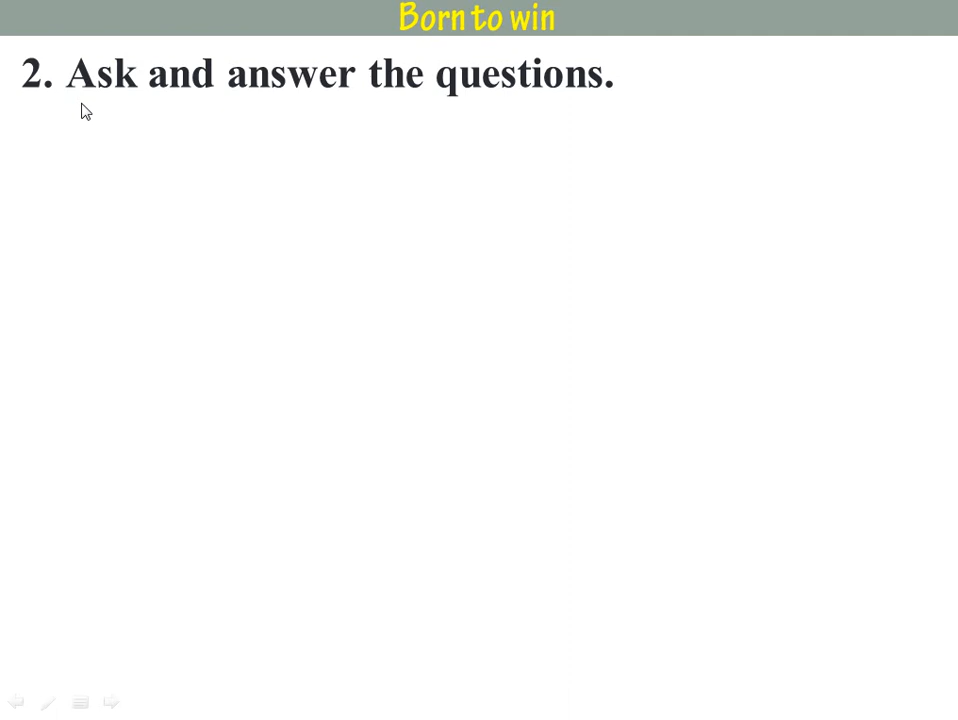 Born to win
2. Ask and answer the questions.